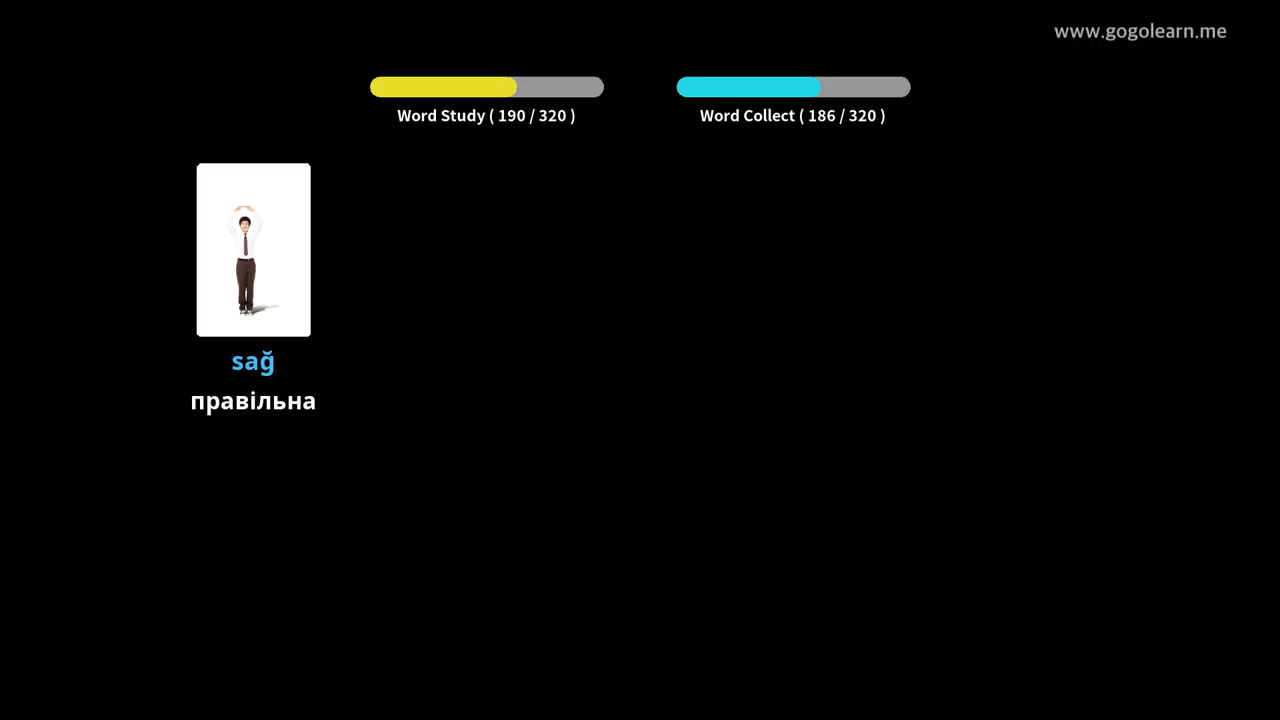 www.gogolearn.me
Word Study ( 190 / 320 )
Word Collect ( 186 / 320 )
sağ
правільна